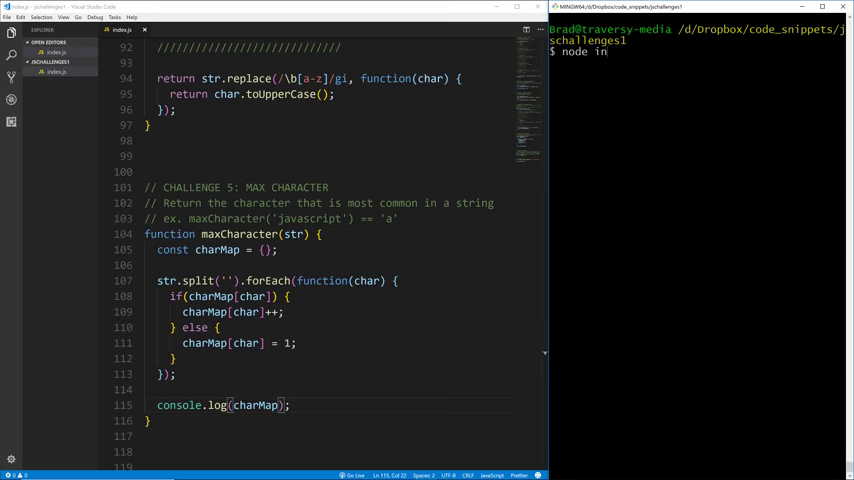 index.js - jschallenges1 - Visual Studio Code
File Edit Selection View Go Debug Tasks Help
EXPLORER
OPEN EDITORS
index.js
JSCHALLENGES1
index.js
index.js
92 ///////////////////////////////
93
94 return str.replace(/\b[a-z]/gi, function(char) {
95 return char.toUpperCase();
96 });
97 }
98
99
100
101 // CHALLENGE 5: MAX CHARACTER
102 // Return the character that is most common in a string
103 // ex. maxCharacter('javascript') == 'a'
104 function maxCharacter(str) {
105 const charMap = {};
106
107 str.split('').forEach(function(char) {
108 if(charMap[char]) {
109 charMap[char]++;
110 } else {
111 charMap[char] = 1;
112 }
113 });
114
115 console.log(charMap);
116 }
117
118
119
0 0
Go Live Ln 115, Col 22 Spaces: 2 UTF-8 CRLF JavaScript Prettier
MINGW64:/d/Dropbox/code_snippets/jschallenges1
Brad@traversy-media /d/Dropbox/code_snippets/j
schallenges1
$ node in